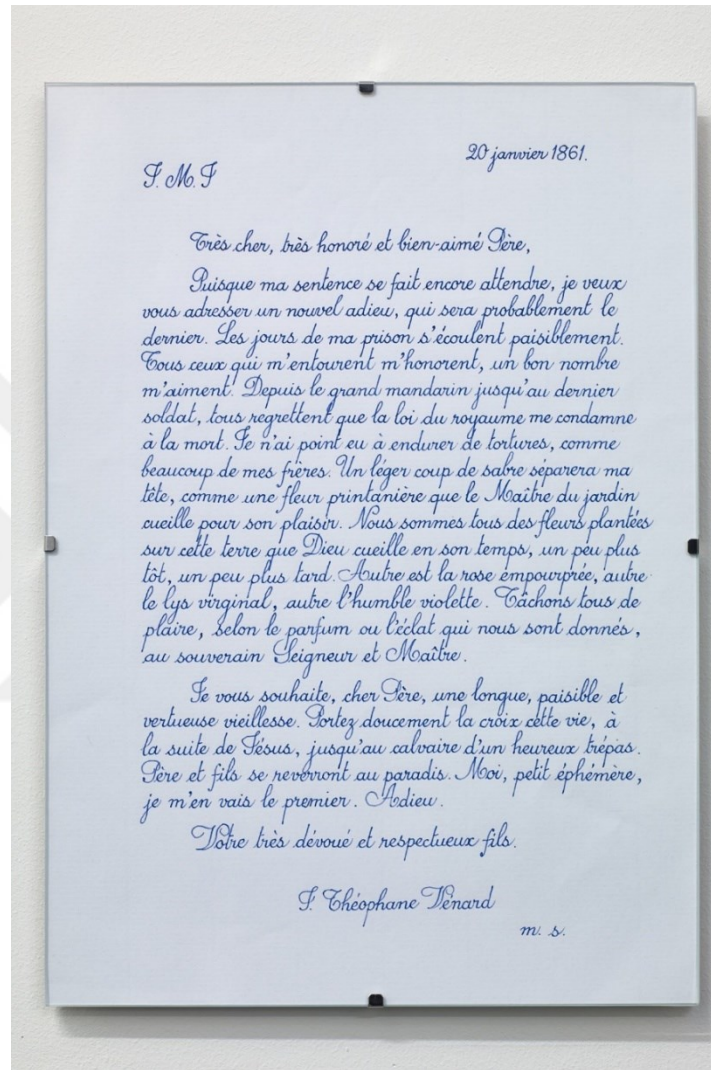 20 janvier 1861.
J. M. J
Très cher, très honoré et bien-aimé Père,
Puisque ma sentence se fait encore attendre, je veux
vous adresser un nouvel adieu, qui sera probablement le
dernier. Les jours de ma prison s'écoulent paisiblement.
Tous ceux qui m'entourent m'honorent, un bon nombre
m'aiment. Depuis le grand mandarin jusqu'au dernier
soldat, tous regrettent que la loi du royaume me condamne
à la mort. Je n'ai point eu à endurer de tortures, comme
beaucoup de mes frères. Un léger coup de sabre séparera ma
tête, comme une fleur printanière que le Maître du jardin
cueille pour son plaisir. Nous sommes tous des fleurs plantées
sur cette terre que Dieu cueille en son temps, un peu plus
tôt, un peu plus tard. Autre est la rose empourprée, autre
le lys virginal, autre l'humble violette. Tâchons tous de
plaire, selon le parfum ou l'éclat qui nous sont donnés,
au souverain Seigneur et Maître.
Je vous souhaite, cher Père, une longue, paisible et
vertueuse vieillesse. Portez doucement la croix cette vie, à
la suite de Jésus, jusqu'au calvaire d'un heureux trépas.
Père et fils se reverront au paradis. Moi, petit éphémère,
je m'en vais le premier. Adieu.
Votre très dévoué et respectueux fils.
J. Théophane Vénard
m. s.